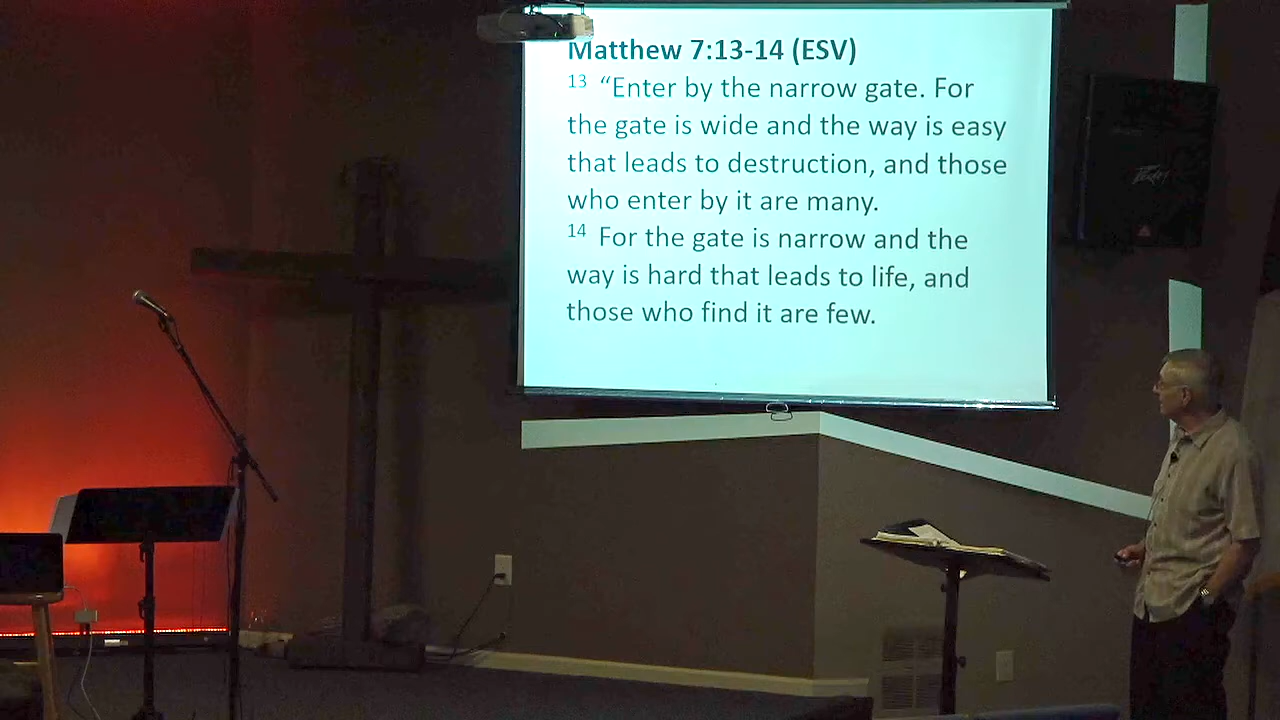 Matthew 7:13-14 (ESV)
13 “Enter by the narrow gate. For
the gate is wide and the way is easy
that leads to destruction, and those
who enter by it are many.
14 For the gate is narrow and the
way is hard that leads to life, and
those who find it are few.
Peavey